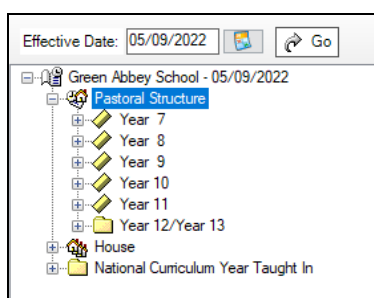 Effective Date: 05/09/2022 Go
Green Abbey School - 05/09/2022
Pastoral Structure
Year 7
Year 8
Year 9
Year 10
Year 11
Year 12/Year 13
House
National Curriculum Year Taught In